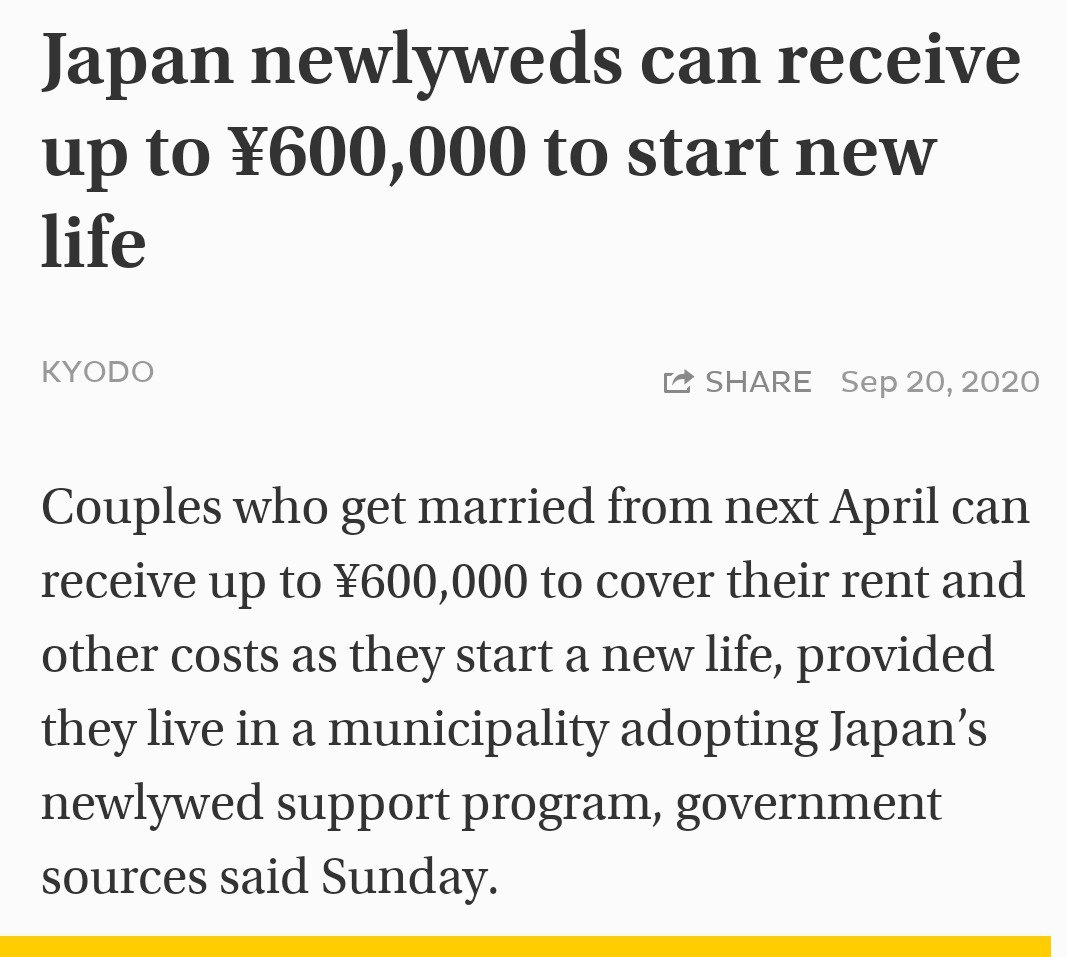 Japan newlyweds can receive
up to ¥600,000 to start new
life
KYODO
SHARE Sep 20, 2020
Couples who get married from next April can
receive up to ¥600,000 to cover their rent and
other costs as they start a new life, provided
they live in a municipality adopting Japan’s
newlywed support program, government
sources said Sunday.